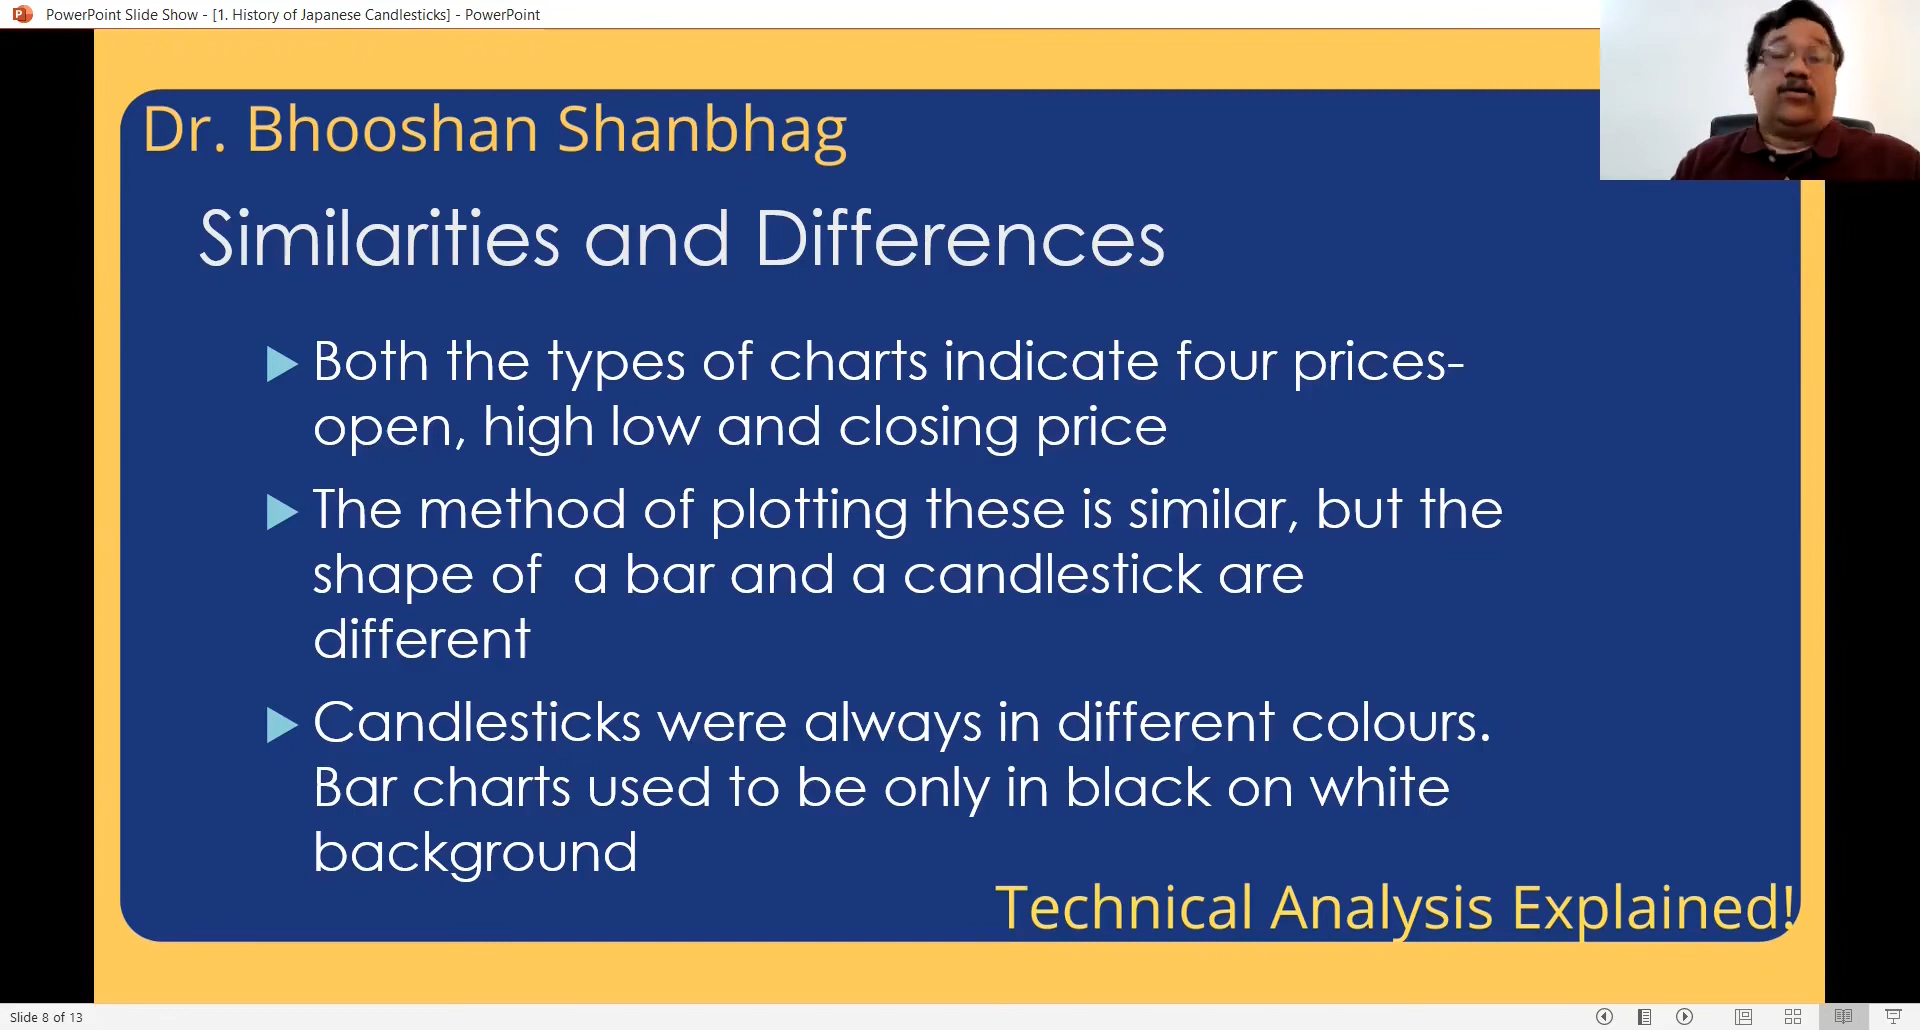 PowerPoint Slide Show - [1. History of Japanese Candlesticks] - PowerPoint
Dr. Bhooshan Shanbhag
Similarities and Differences
Both the types of charts indicate four prices-
open, high low and closing price
The method of plotting these is similar, but the
shape of  a bar and a candlestick are
different
Candlesticks were always in different colours.
Bar charts used to be only in black on white
background
Technical Analysis Explained!
Slide 8 of 13